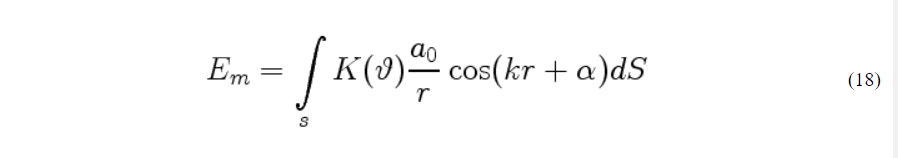 E_m = ∫_s K(ϑ) a_0/r cos(kr + α)dS (18)